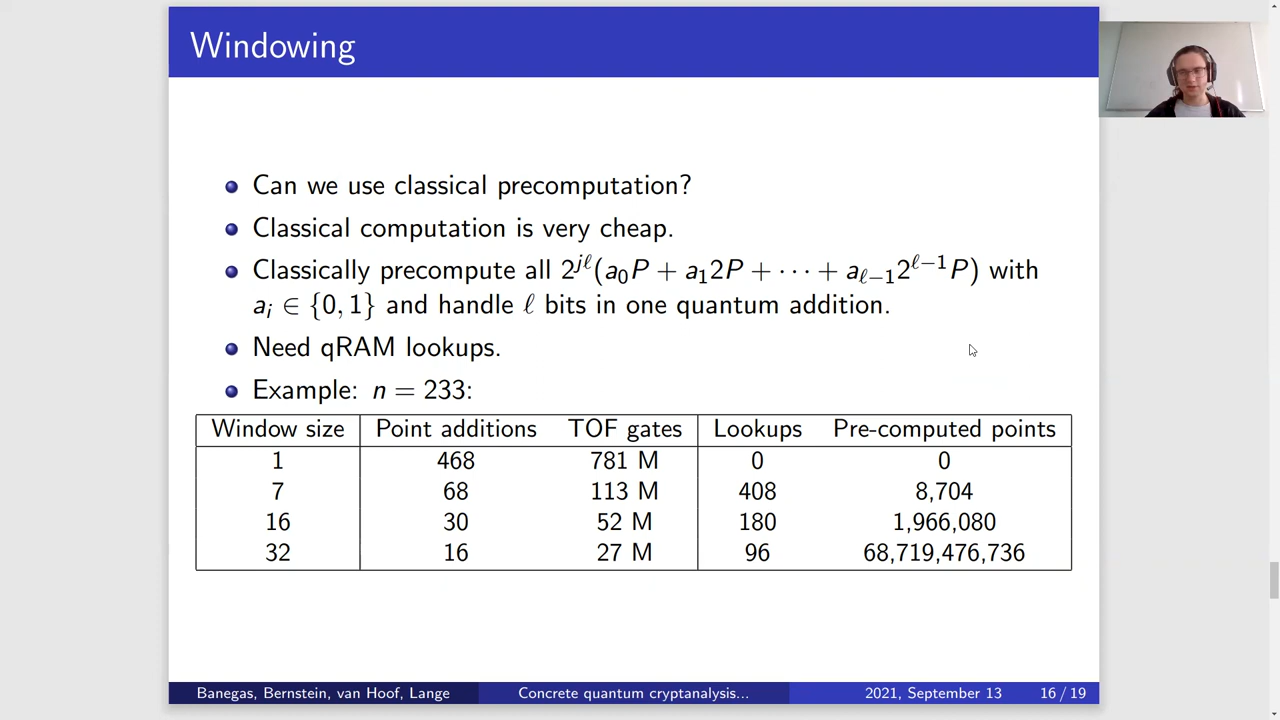 Windowing
Can we use classical precomputation?
Classical computation is very cheap.
Classically precompute all 2^{jℓ}(a₀P + a₁2P + ⋯ + a_{ℓ−1}2^{ℓ−1}P) with
aᵢ ∈ {0, 1} and handle ℓ bits in one quantum addition.
Need qRAM lookups.
Example: n = 233:
Window size Point additions TOF gates Lookups Pre-computed points
1 468 781 M 0 0
7 68 113 M 408 8,704
16 30 52 M 180 1,966,080
32 16 27 M 96 68,719,476,736
Banegas, Bernstein, van Hoof, Lange Concrete quantum cryptanalysis... 2021, September 13 16 / 19